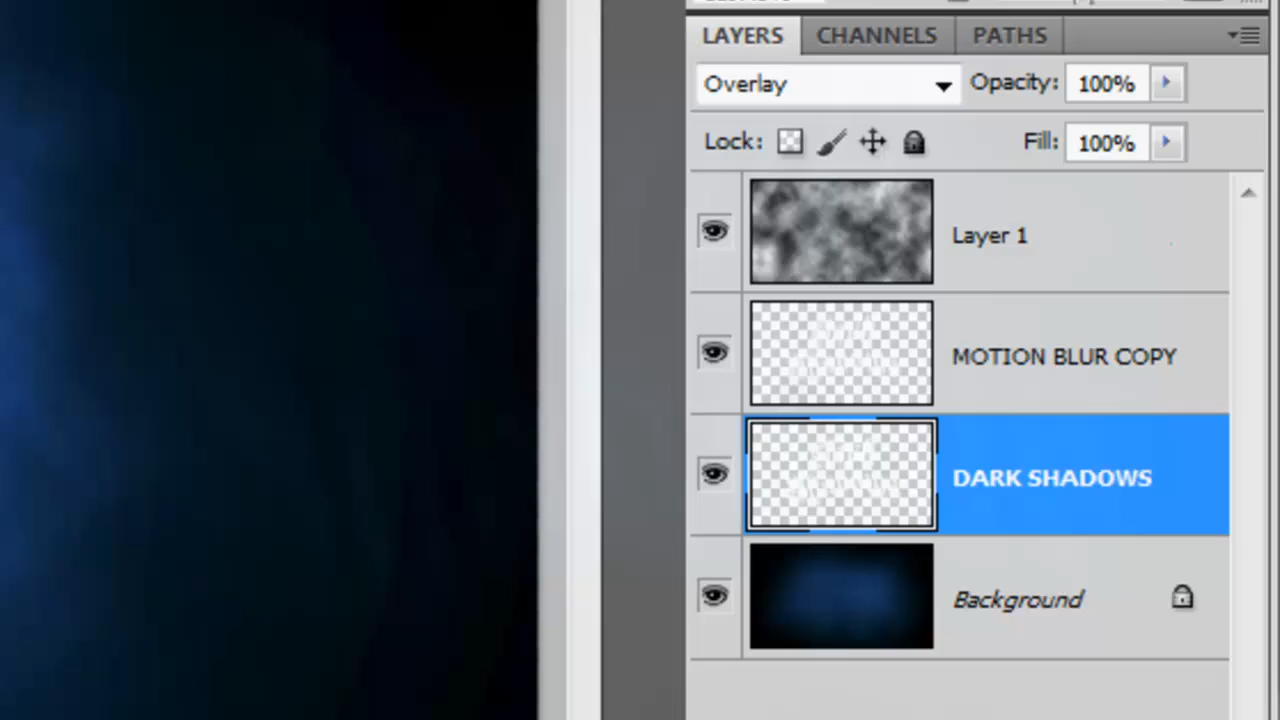 LAYERS CHANNELS PATHS
Overlay Opacity: 100%
Lock: Fill: 100%
Layer 1
MOTION BLUR COPY
DARK SHADOWS
Background